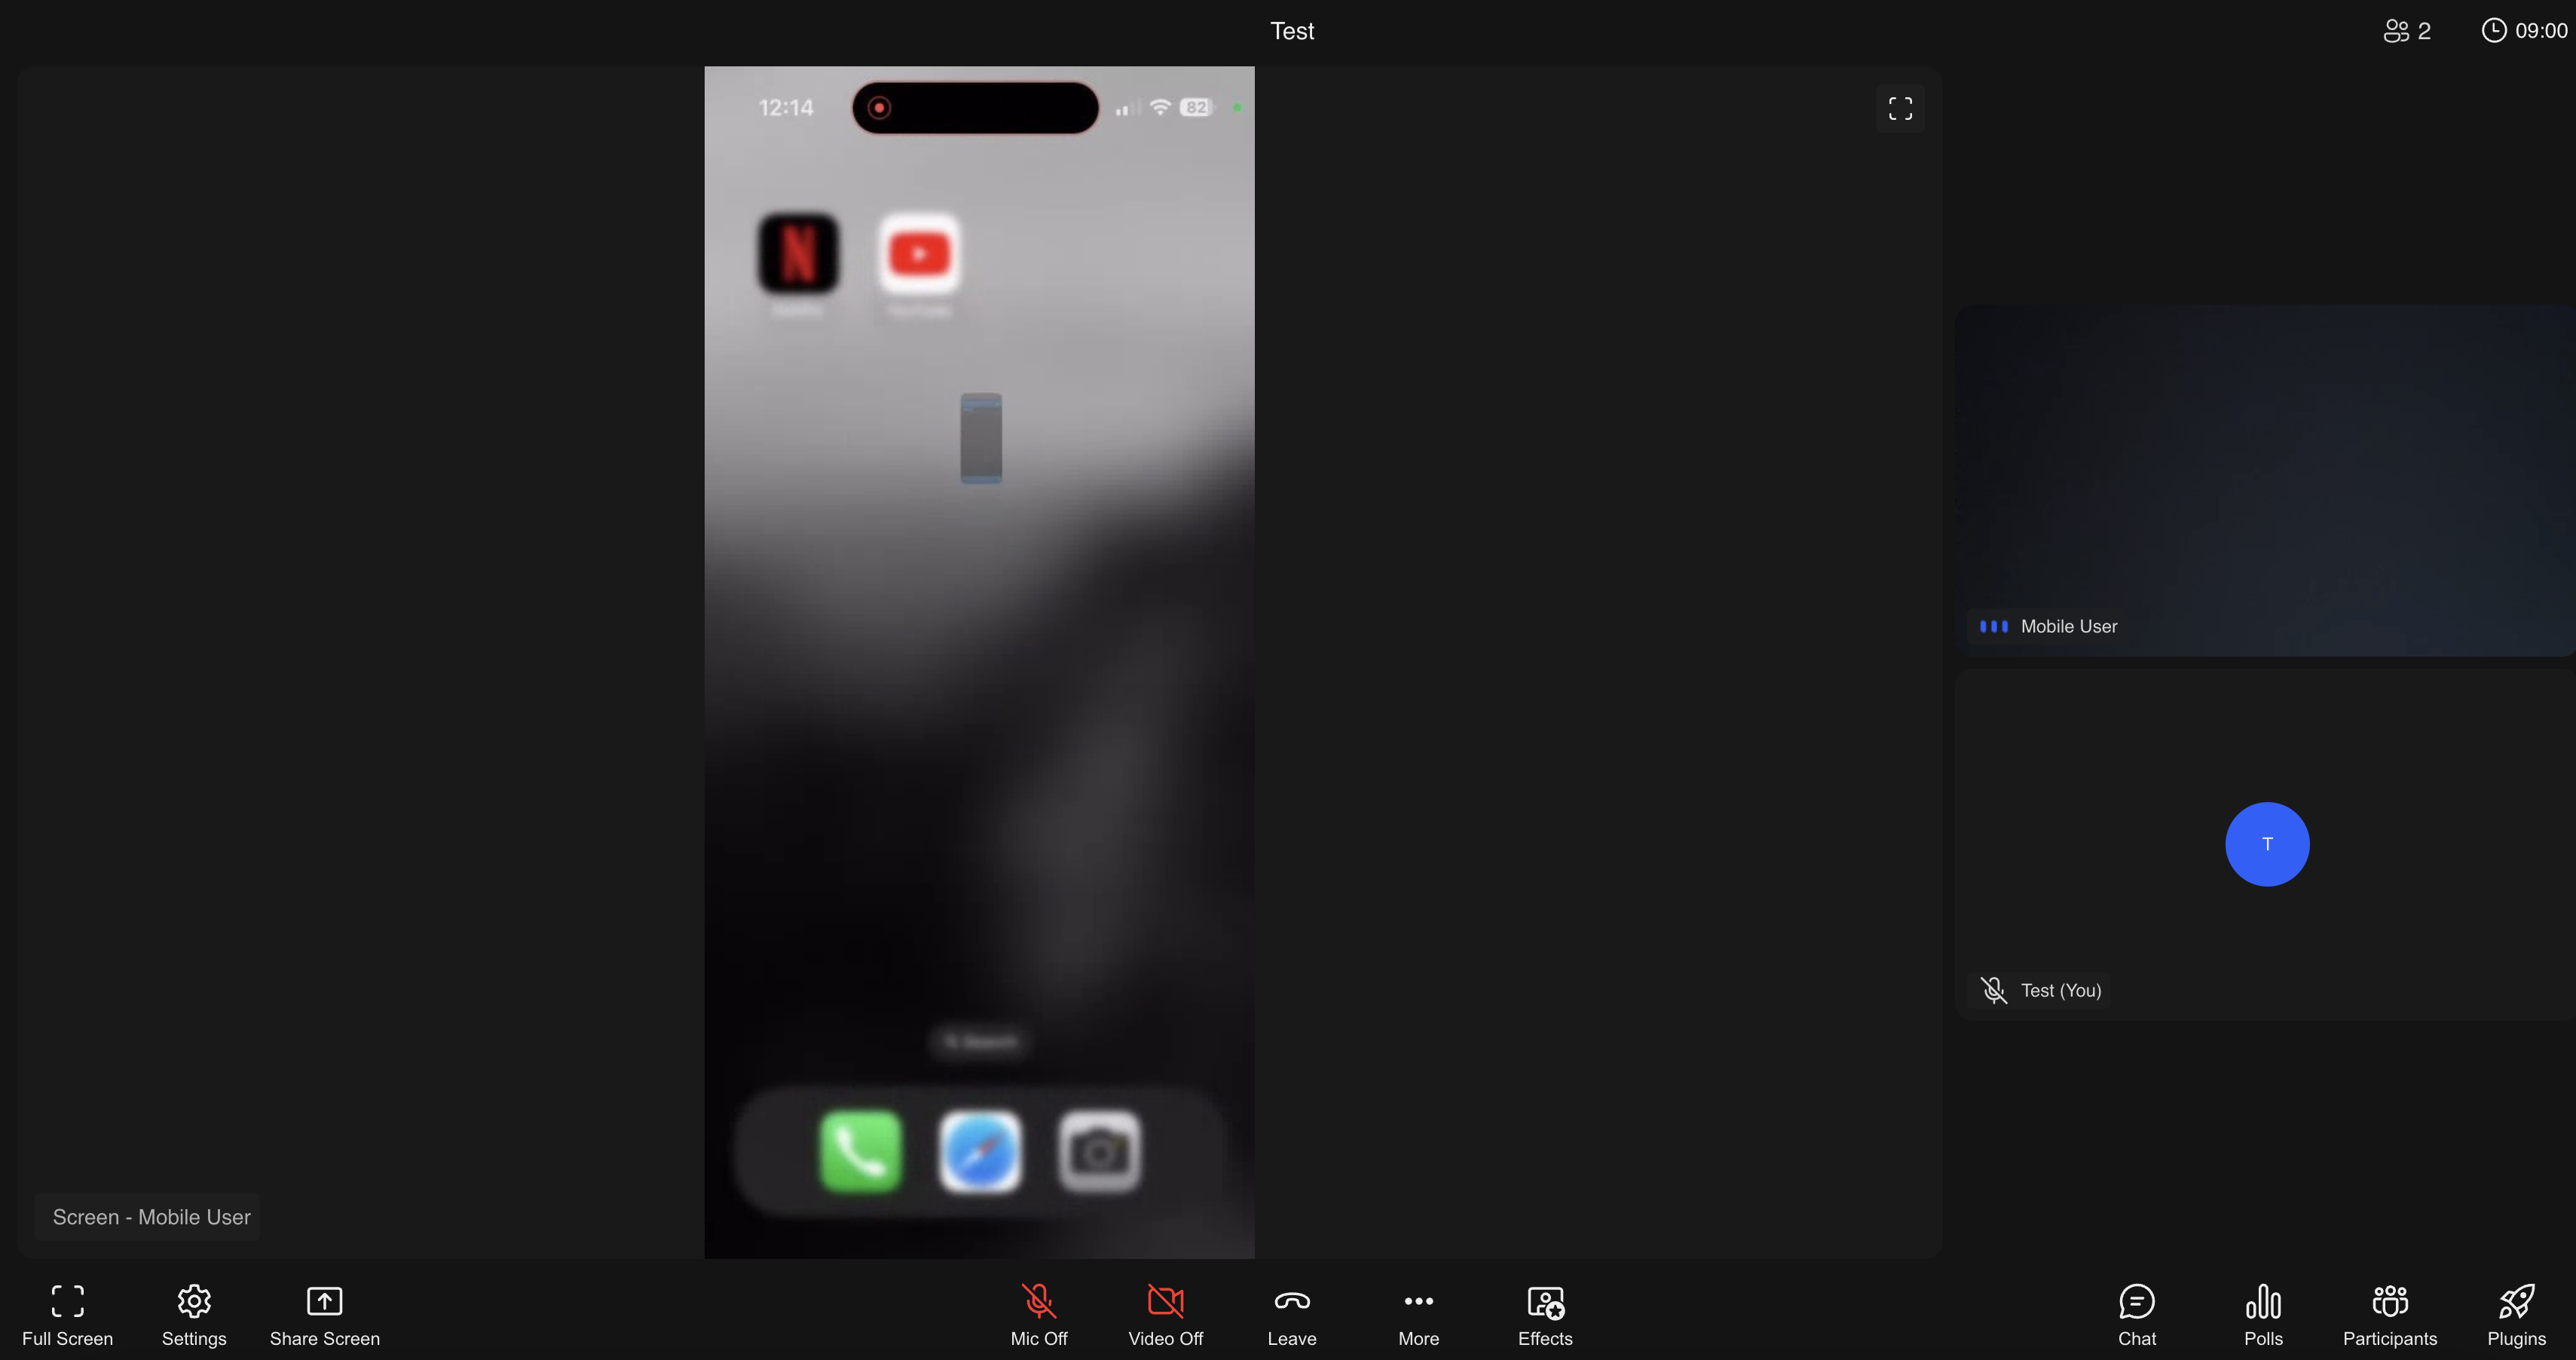 Test
2
09:00
12:14
82
Mobile User
T
Test (You)
Search
Screen - Mobile User
Full Screen
Settings
Share Screen
Mic Off
Video Off
Leave
More
Effects
Chat
Polls
Participants
Plugins